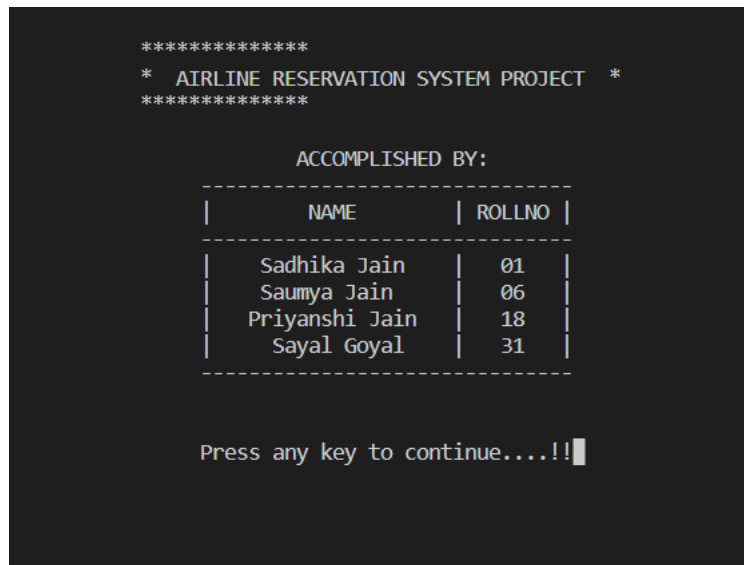 **************
*  AIRLINE RESERVATION SYSTEM PROJECT  *
**************
ACCOMPLISHED BY:
-------------------------------
|        NAME        | ROLLNO |
-------------------------------
|    Sadhika Jain    |   01   |
|    Saumya Jain     |   06   |
|   Priyanshi Jain   |   18   |
|     Sayal Goyal    |   31   |
-------------------------------
Press any key to continue....!!